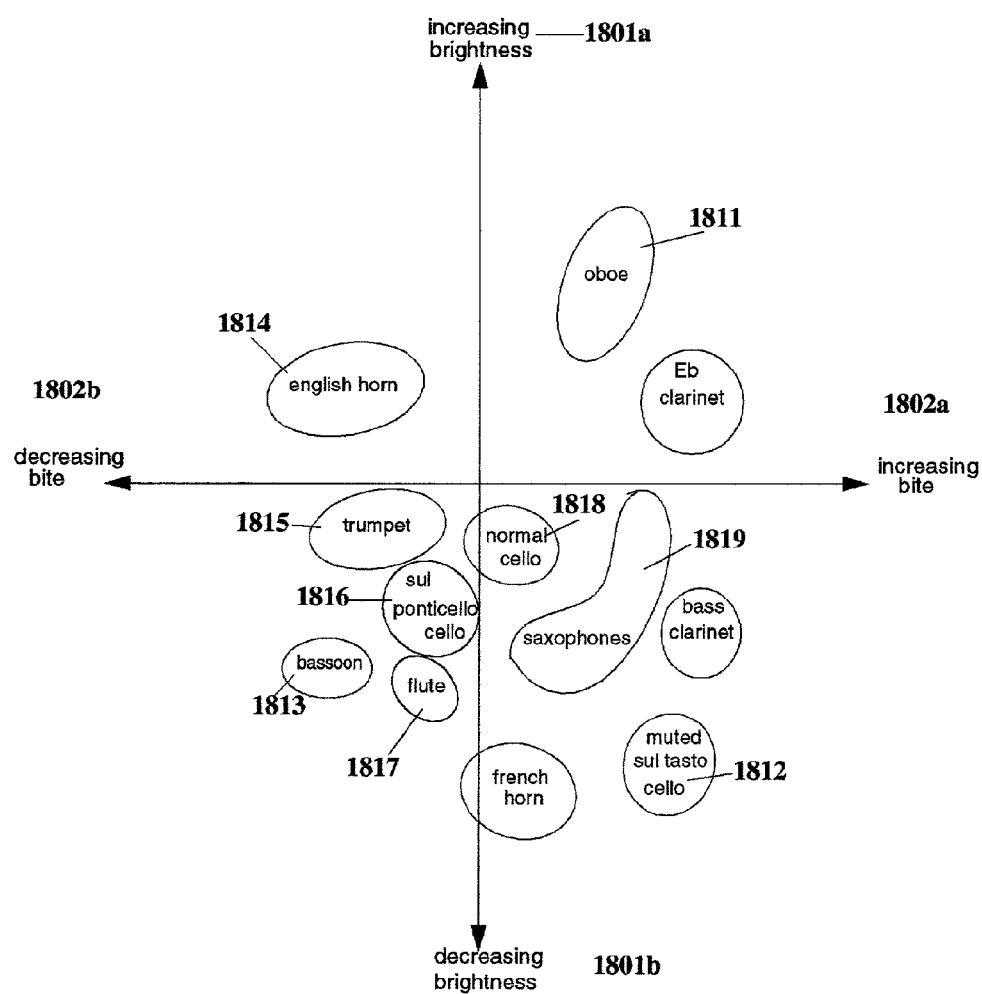 increasing
brightness
1801a
1811
oboe
1814
english horn
Eb
clarinet
1802b
1802a
decreasing
bite
increasing
bite
1815
trumpet
1818
normal
cello
1819
sul
ponticello
cello
1816
saxophones
bass
clarinet
bassoon
1813
flute
1817
french
horn
muted
sul tasto
cello
1812
decreasing
brightness
1801b